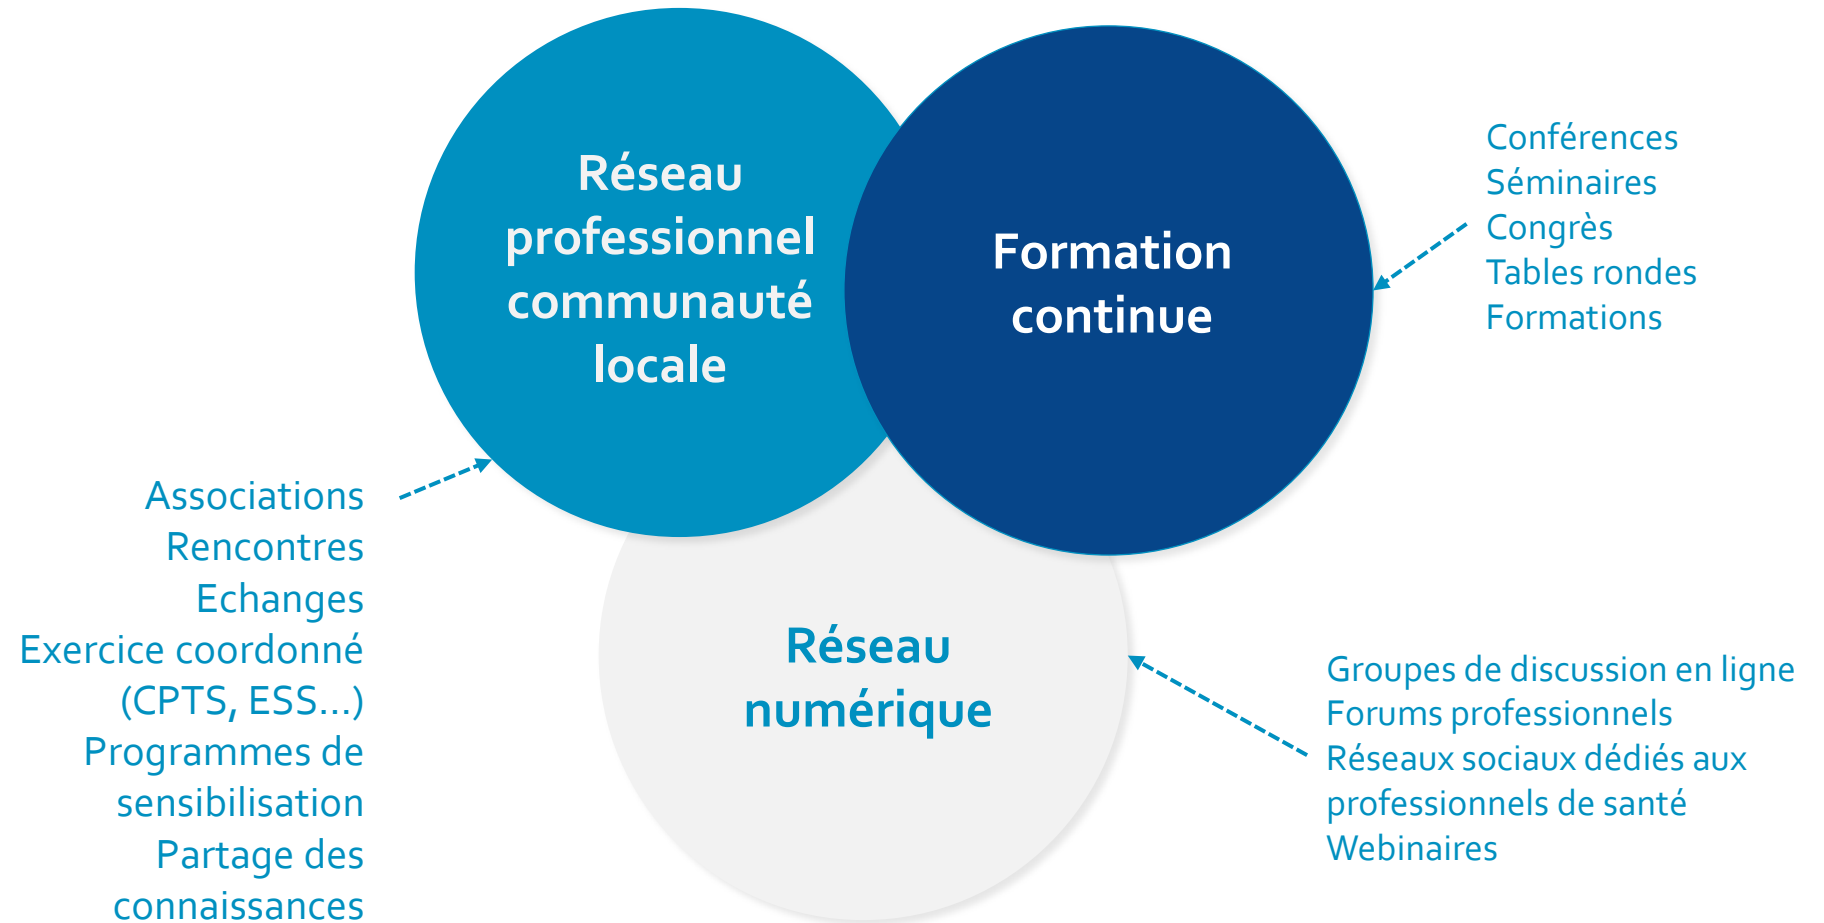 Réseau
professionnel
communauté
locale
Formation
continue
Conférences
Séminaires
Congrès
Tables rondes
Formations
Associations
Rencontres
Echanges
Exercice coordonné
(CPTS, ESS...)
Programmes de
sensibilisation
Partage des
connaissances
Réseau
numérique
Groupes de discussion en ligne
Forums professionnels
Réseaux sociaux dédiés aux
professionnels de santé
Webinaires